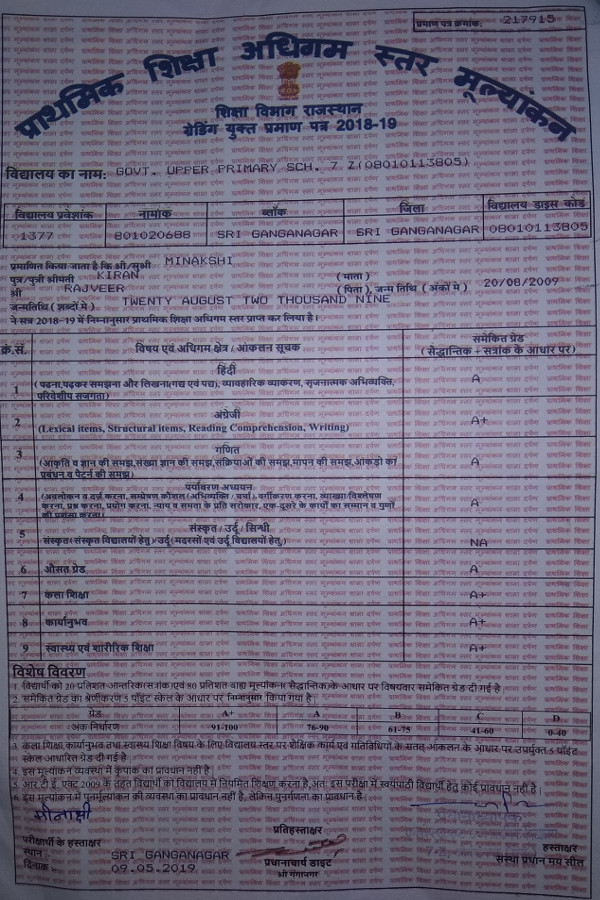 प्रमाण पत्र क्रमांक: 217915
प्राथमिक शिक्षा अधिगम स्तर मूल्यांकन
शिक्षा विभाग राजस्थान
ग्रेडिंग युक्त प्रमाण पत्र 2018-19
विद्यालय का नाम: GOVT. UPPER PRIMARY SCH. 7 Z(08010113805)
विद्यालय प्रवेशांक नामांक ब्लॉक जिला विद्यालय डाइस कोड
1377 801020688 SRI GANGANAGAR SRI GANGANAGAR 08010113805
प्रमाणित किया जाता है कि श्री/सुश्री MINAKSHI
पुत्र/पुत्री श्रीमती KIRAN (माता)
श्री RAJVEER (पिता), जन्म तिथि (अंकों मे) 20/08/2009
जन्मतिथि (शब्दों मे) TWENTY AUGUST TWO THOUSAND NINE
ने सत्र 2018-19 में निम्नानुसार प्राथमिक शिक्षा अधिगम स्तर प्राप्त कर लिया है।
क्रं.सं. विषय एवं अधिगम क्षेत्र / आंकलन सूचक समेकित ग्रेड
(सैद्धान्तिक + सत्रांक के आधार पर)
1 हिंदी A
(पढना,पढ़कर समझना और लिखना(गद्य एवं पद्य), व्यावहारिक व्याकरण, सृजनात्मक अभिव्यक्ति,
परिवेशीय सजगता)
2 अंग्रेजी A+
(Lexical items, Structural items, Reading Comprehension, Writing)
3 गणित A
(आकृति व ज्ञान की समझ,संख्या ज्ञान की समझ,संक्रियाओं की समझ,मापन की समझ,आंकड़ो का
प्रबंधन व पैटर्न की समझ)
4 पर्यावरण अध्ययन A
(अवलोकन व दर्ज करना, सम्प्रेषण कौशल(अभिव्यक्ति / चर्चा), वर्गीकरण करना, व्याख्या/विश्लेषण
करना, प्रश्न करना, प्रयोग करना, न्याय व समता के प्रति सरोकार, एक-दूसरे के कार्यो का सम्मान व गुणों
की प्रशंसा करना)
5 संस्कृत / उर्दू / सिन्धी NA
संस्कृत(संस्कृत विद्यालयों हेतु)/उर्दू(मदरसों एवं उर्दू विद्यालयों हेतु,)
6 औसत ग्रेड A
7 कला शिक्षा A+
8 कार्यानुभव A+
9 स्वास्थ्य एवं शारीरिक शिक्षा A+
विशेष विवरण
1. विद्यार्थी को 20 प्रतिशत आन्तरिक(सत्रांक)एवं 80 प्रतिशत बाह्य मूल्यांकन( सैद्धान्तिक)के आधार पर विषयवार समेकित ग्रेड दी गई है
2. समेकित ग्रेड का श्रेणीकरण 5 पॉइंट स्केल के आधार पर निम्नानुसार किया गया है।
ग्रेड A+ A B C D
अंक निर्धारण 91-100 76-90 61-75 41-60 0-40
3. कला शिक्षा,कार्यानुभव तथा स्वास्थ्य शिक्षा विषय के लिए विद्यालय स्तर पर शैक्षिक कार्य एवं गतिविधियों के सतत आंकलन के आधार पर उपर्युक्त 5 पॉइंट
स्केल आधारित ग्रेड दी गई है
4. इस मूल्यांकन व्यवस्था में कृपांक का प्रावधान नही है
5. आर.टी.ई. एक्ट 2009 के तहत विद्यार्थी को विद्यालय में नियमित शिक्षण करना है,अतः इस परीक्षा में स्वयंपाठी विद्यार्थी हेतु कोई प्रावधान नहीं है|
6. इस मूल्यांकन में पुनर्मूल्यांकन की व्यवस्था का प्रावधान नही है, लेकिन पुनर्गणना का प्रावधान है
मीनाक्षी
प्रतिहस्ताक्षर
परीक्षार्थी के हस्ताक्षर हस्ताक्षर
स्थान : SRI GANGANAGAR प्रधानाचार्य डाइट संस्था प्रधान मय सील
दिनांक : 09.05.2019 श्री गंगानगर